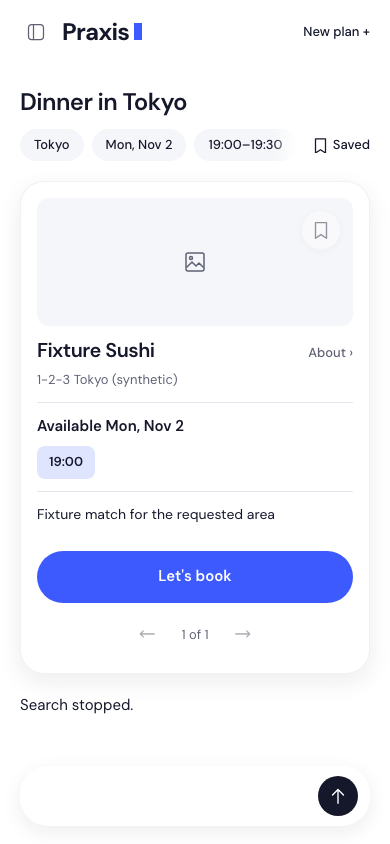 Praxis
New plan +
Dinner in Tokyo
Tokyo
Mon, Nov 2
19:00–19:30
Saved
Fixture Sushi
About ›
1-2-3 Tokyo (synthetic)
Available Mon, Nov 2
19:00
Fixture match for the requested area
Let's book
← 1 of 1 →
Search stopped.